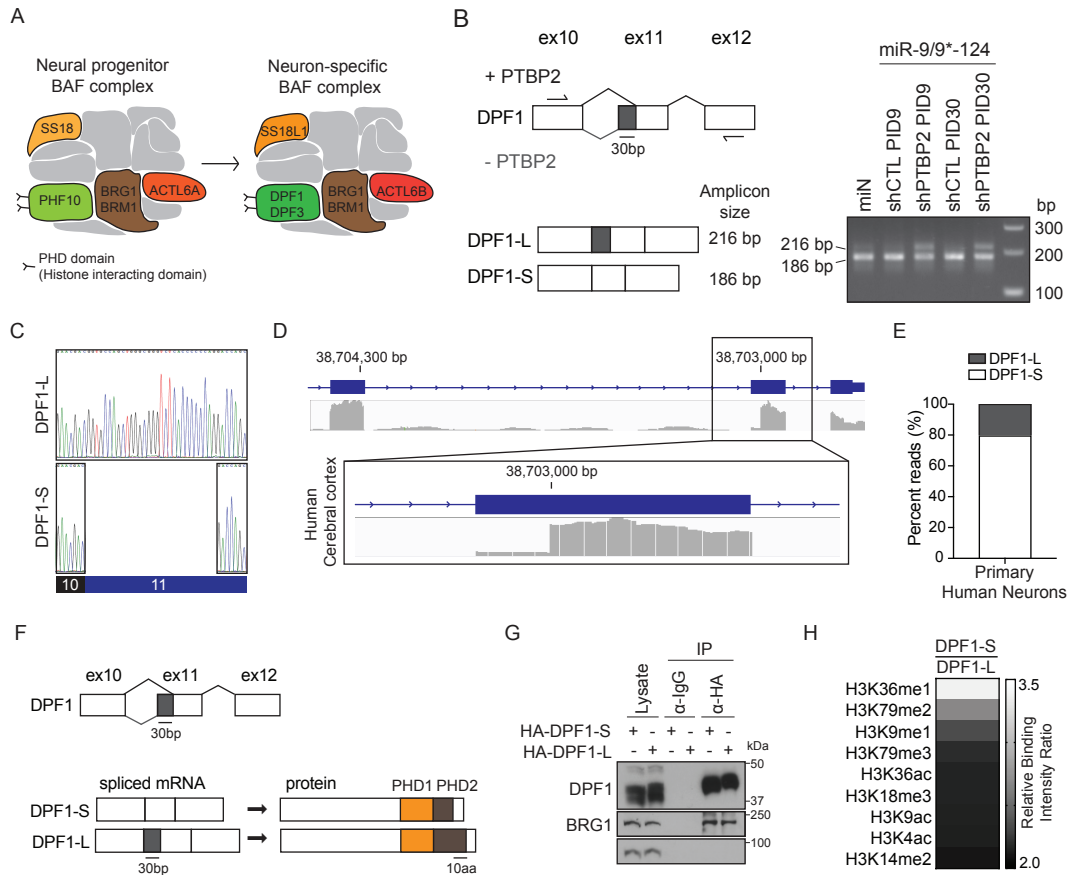 A
Neural progenitor
BAF complex
Neuron-specific
BAF complex
SS18
PHF10
BRG1
BRM1
ACTL6A
SS18L1
DPF1
DPF3
BRG1
BRM1
ACTL6B
PHD domain
(Histone interacting domain)
B
ex10 ex11 ex12
+ PTBP2
DPF1
30bp
- PTBP2
Amplicon
size
DPF1-L 216 bp
DPF1-S 186 bp
miR-9/9*-124
miN
shCTL PID9
shPTBP2 PID9
shCTL PID30
shPTBP2 PID30
bp
216 bp
186 bp
300
200
100
C
DPF1-L
DPF1-S
10 11
D
38,704,300 bp
38,703,000 bp
38,703,000 bp
Human
Cerebral cortex
E
DPF1-L
DPF1-S
Percent reads (%)
100
80
60
40
20
0
Primary
Human Neurons
F
ex10 ex11 ex12
DPF1
30bp
spliced mRNA protein PHD1 PHD2
DPF1-S
DPF1-L
30bp 10aa
G
IP
Lysate
α-IgG
α-HA
HA-DPF1-S + - + - + -
HA-DPF1-L - + - + - +
kDa
DPF1
50
37
BRG1
250
150
100
H
DPF1-S
DPF1-L
H3K36me1
H3K79me2
H3K9me1
H3K79me3
H3K36ac
H3K18me3
H3K9ac
H3K4ac
H3K14me2
3.5
2.0
Relative Binding
Intensity Ratio